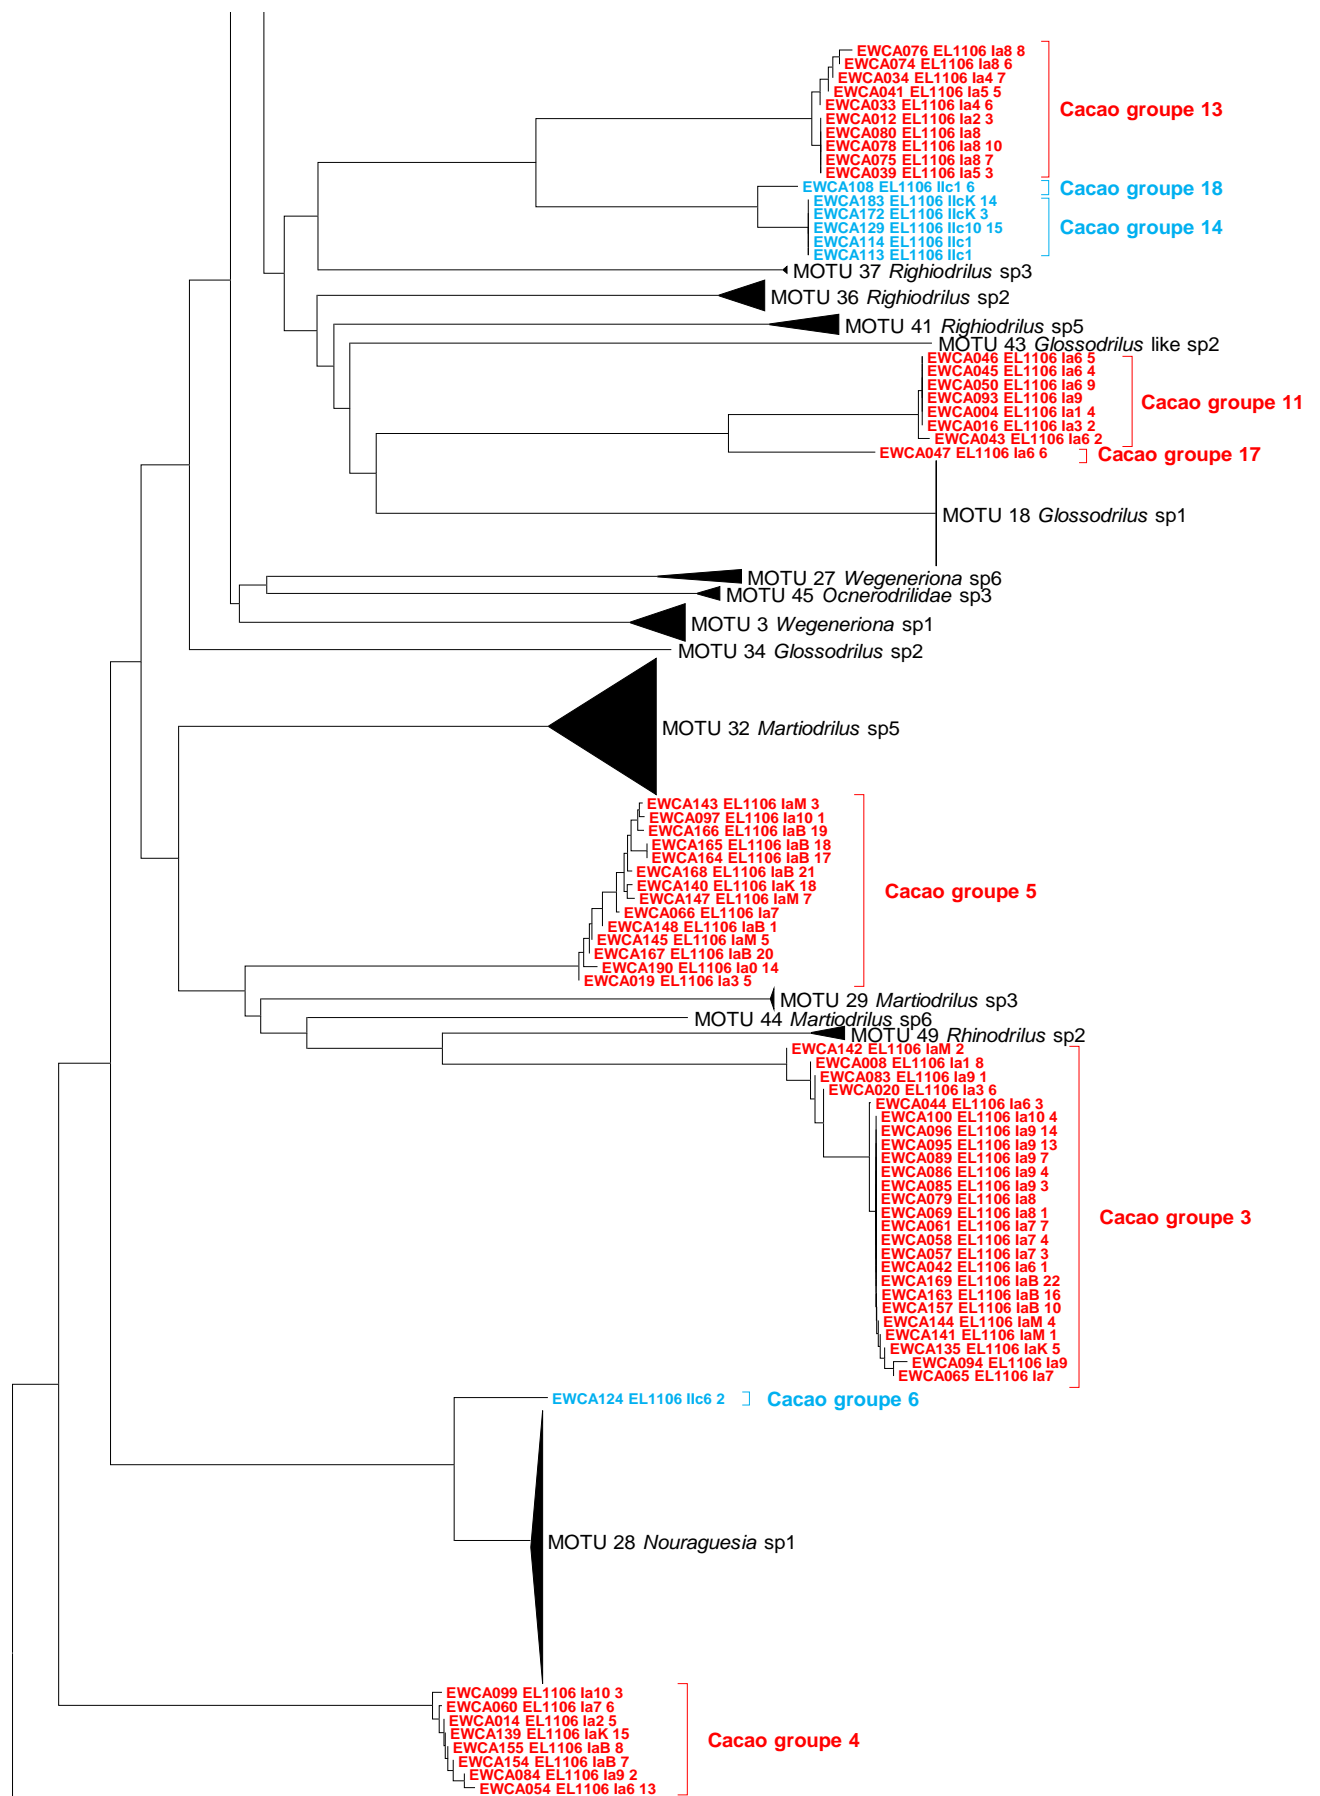 EWCA076 EL1106 Ia8 8
EWCA074 EL1106 Ia8 6
EWCA034 EL1106 Ia4 7
EWCA041 EL1106 Ia5 5
EWCA033 EL1106 Ia4 6
EWCA012 EL1106 Ia2 3
EWCA080 EL1106 Ia8
EWCA078 EL1106 Ia8 10
EWCA075 EL1106 Ia8 7
EWCA039 EL1106 Ia5 3
Cacao groupe 13
EWCA108 EL1106 IIc1 6
Cacao groupe 18
EWCA183 EL1106 IIcK 14
EWCA172 EL1106 IIcK 3
EWCA129 EL1106 IIc10 15
EWCA114 EL1106 IIc1
EWCA113 EL1106 IIc1
Cacao groupe 14
MOTU 37 Righiodrilus sp3
MOTU 36 Righiodrilus sp2
MOTU 41 Righiodrilus sp5
MOTU 43 Glossodrilus like sp2
EWCA046 EL1106 Ia6 5
EWCA045 EL1106 Ia6 4
EWCA050 EL1106 Ia6 9
EWCA093 EL1106 Ia9
EWCA004 EL1106 Ia1 4
EWCA016 EL1106 Ia3 2
EWCA043 EL1106 Ia6 2
Cacao groupe 11
EWCA047 EL1106 Ia6 6
Cacao groupe 17
MOTU 18 Glossodrilus sp1
MOTU 27 Wegeneriona sp6
MOTU 45 Ocnerodrilidae sp3
MOTU 3 Wegeneriona sp1
MOTU 34 Glossodrilus sp2
MOTU 32 Martiodrilus sp5
EWCA143 EL1106 IaM 3
EWCA097 EL1106 Ia10 1
EWCA166 EL1106 IaB 19
EWCA165 EL1106 IaB 18
EWCA164 EL1106 IaB 17
EWCA168 EL1106 IaB 21
EWCA140 EL1106 IaK 18
EWCA147 EL1106 IaM 7
EWCA066 EL1106 Ia7
EWCA148 EL1106 IaB 1
EWCA145 EL1106 IaM 5
EWCA167 EL1106 IaB 20
EWCA190 EL1106 Ia0 14
EWCA019 EL1106 Ia3 5
Cacao groupe 5
MOTU 29 Martiodrilus sp3
MOTU 44 Martiodrilus sp6
MOTU 49 Rhinodrilus sp2
EWCA142 EL1106 IaM 2
EWCA008 EL1106 Ia1 8
EWCA083 EL1106 Ia9 1
EWCA020 EL1106 Ia3 6
EWCA044 EL1106 Ia6 3
EWCA100 EL1106 Ia10 4
EWCA096 EL1106 Ia9 14
EWCA095 EL1106 Ia9 13
EWCA089 EL1106 Ia9 7
EWCA086 EL1106 Ia9 4
EWCA085 EL1106 Ia9 3
EWCA079 EL1106 Ia8
EWCA069 EL1106 Ia8 1
EWCA061 EL1106 Ia7 7
EWCA058 EL1106 Ia7 4
EWCA057 EL1106 Ia7 3
EWCA042 EL1106 Ia6 1
EWCA169 EL1106 IaB 22
EWCA163 EL1106 IaB 16
EWCA157 EL1106 IaB 10
EWCA144 EL1106 IaM 4
EWCA141 EL1106 IaM 1
EWCA135 EL1106 IaK 5
EWCA094 EL1106 Ia9
EWCA065 EL1106 Ia7
Cacao groupe 3
EWCA124 EL1106 IIc6 2
Cacao groupe 6
MOTU 28 Nouraguesia sp1
EWCA099 EL1106 Ia10 3
EWCA060 EL1106 Ia7 6
EWCA014 EL1106 Ia2 5
EWCA139 EL1106 IaK 15
EWCA155 EL1106 IaB 8
EWCA154 EL1106 IaB 7
EWCA084 EL1106 Ia9 2
EWCA054 EL1106 Ia6 13
Cacao groupe 4